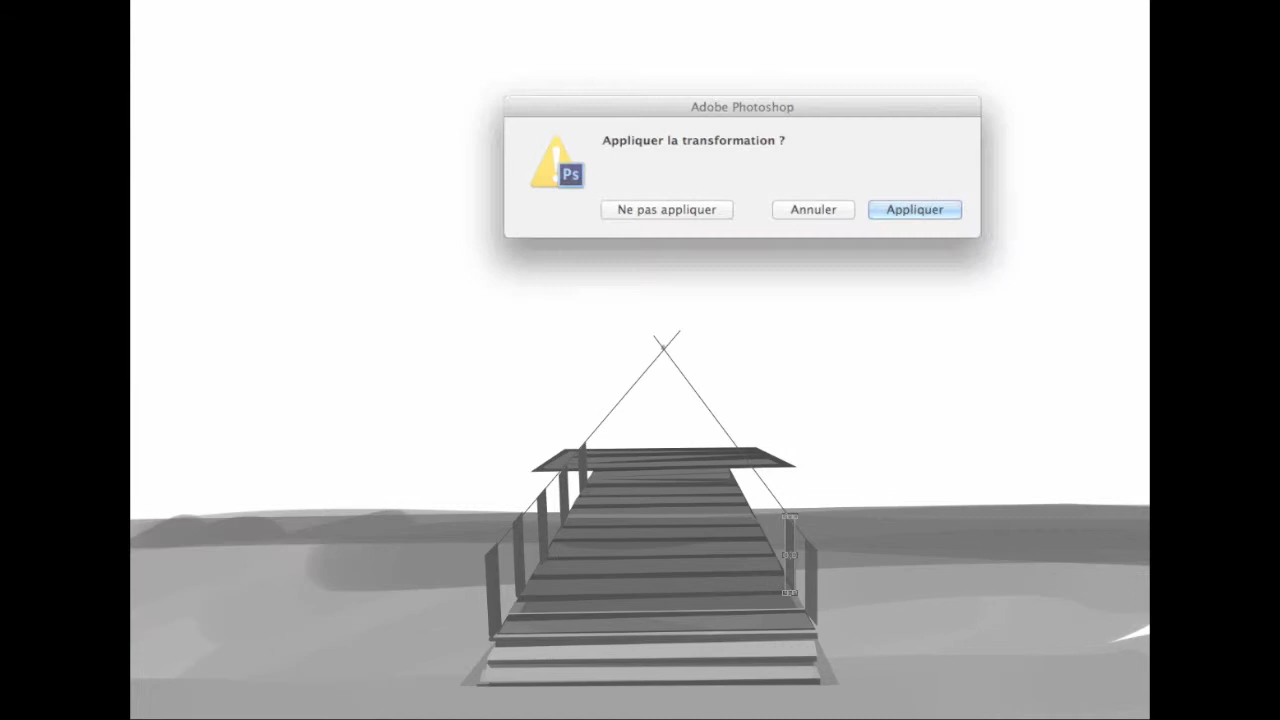 Adobe Photoshop
Appliquer la transformation ?
Ps
Ne pas appliquer
Annuler
Appliquer